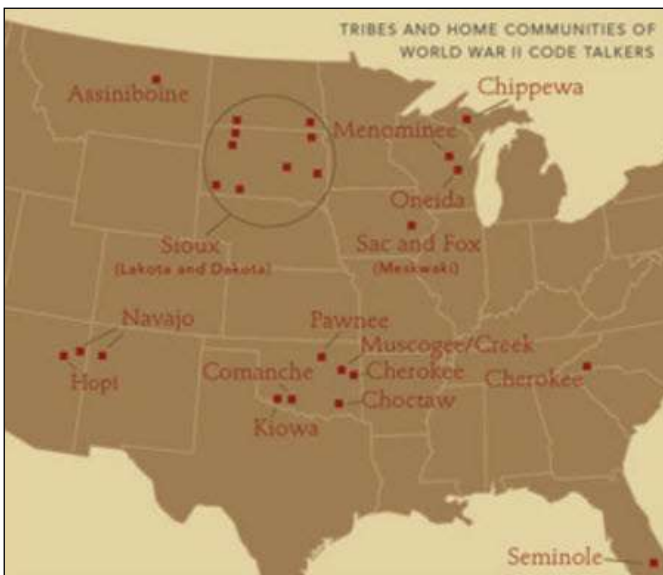 TRIBES AND HOME COMMUNITIES OF
WORLD WAR II CODE TALKERS
Assiniboine
Chippewa
Menominee
Oneida
Sioux
(Lakota and Dakota)
Sac and Fox
(Meskwaki)
Navajo
Hopi
Pawnee
Muscogee/Creek
Comanche
Cherokee
Cherokee
Choctaw
Kiowa
Seminole